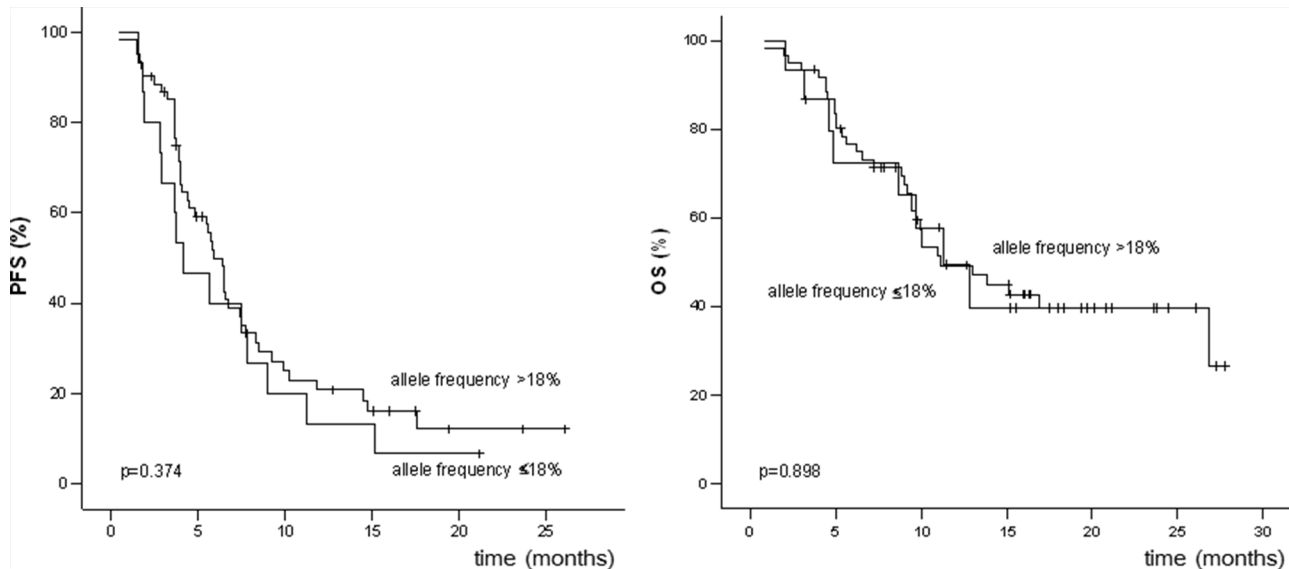 100
80
60
40
20
0
PFS (%)
allele frequency >18%
allele frequency ≤18%
p=0.374
0 5 10 15 20 25
time (months)
100
80
60
40
20
0
OS (%)
allele frequency >18%
allele frequency ≤18%
p=0.898
0 5 10 15 20 25 30
time (months)